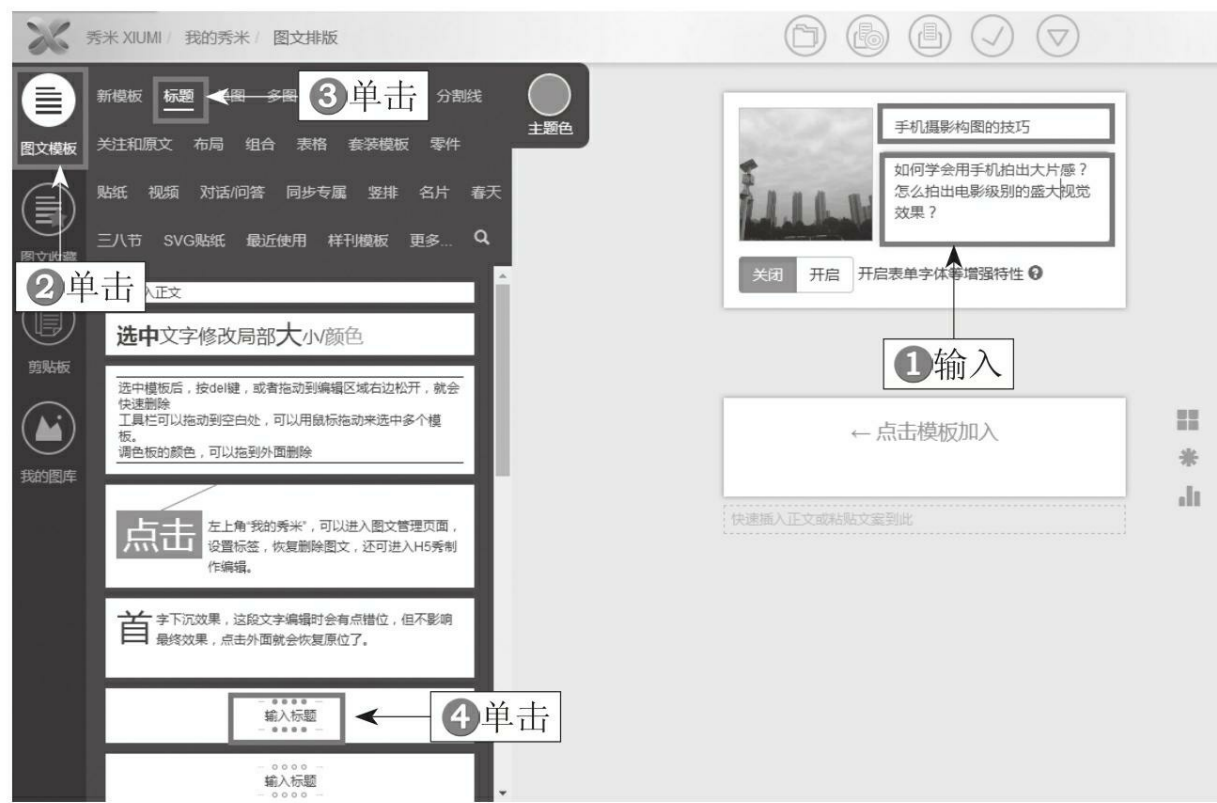 秀米 XIUMI / 我的秀米 / 图文排版
图文模板
图文收藏
剪贴板
我的图库
新模板 标题 单图 多图 分割线
③单击
主题色
关注和原文 布局 组合 表格 套装模板 零件
贴纸 视频 对话/问答 同步专属 竖排 名片 春天
三八节 SVG贴纸 最近使用 样刊模板 更多...
②单击
入正文
选中文字修改局部大小/颜色
选中模板后，按del键，或者拖动到编辑区域右边松开，就会
快速删除
工具栏可以拖动到空白处，可以用鼠标拖动来选中多个模
板。
调色板的颜色，可以拖到外面删除
点击
左上角“我的秀米”，可以进入图文管理页面，
设置标签，恢复删除图文，还可进入H5秀制
作编辑。
首字下沉效果，这段文字编辑时会有点错位，但不影响
最终效果，点击外面就会恢复原位了。
输入标题
④单击
输入标题
手机摄影构图的技巧
如何学会用手机拍出大片感？
怎么拍出电影级别的盛大视觉
效果？
关闭 开启 开启表单字体等增强特性
①输入
←点击模板加入
快速插入正文或粘贴文案到此